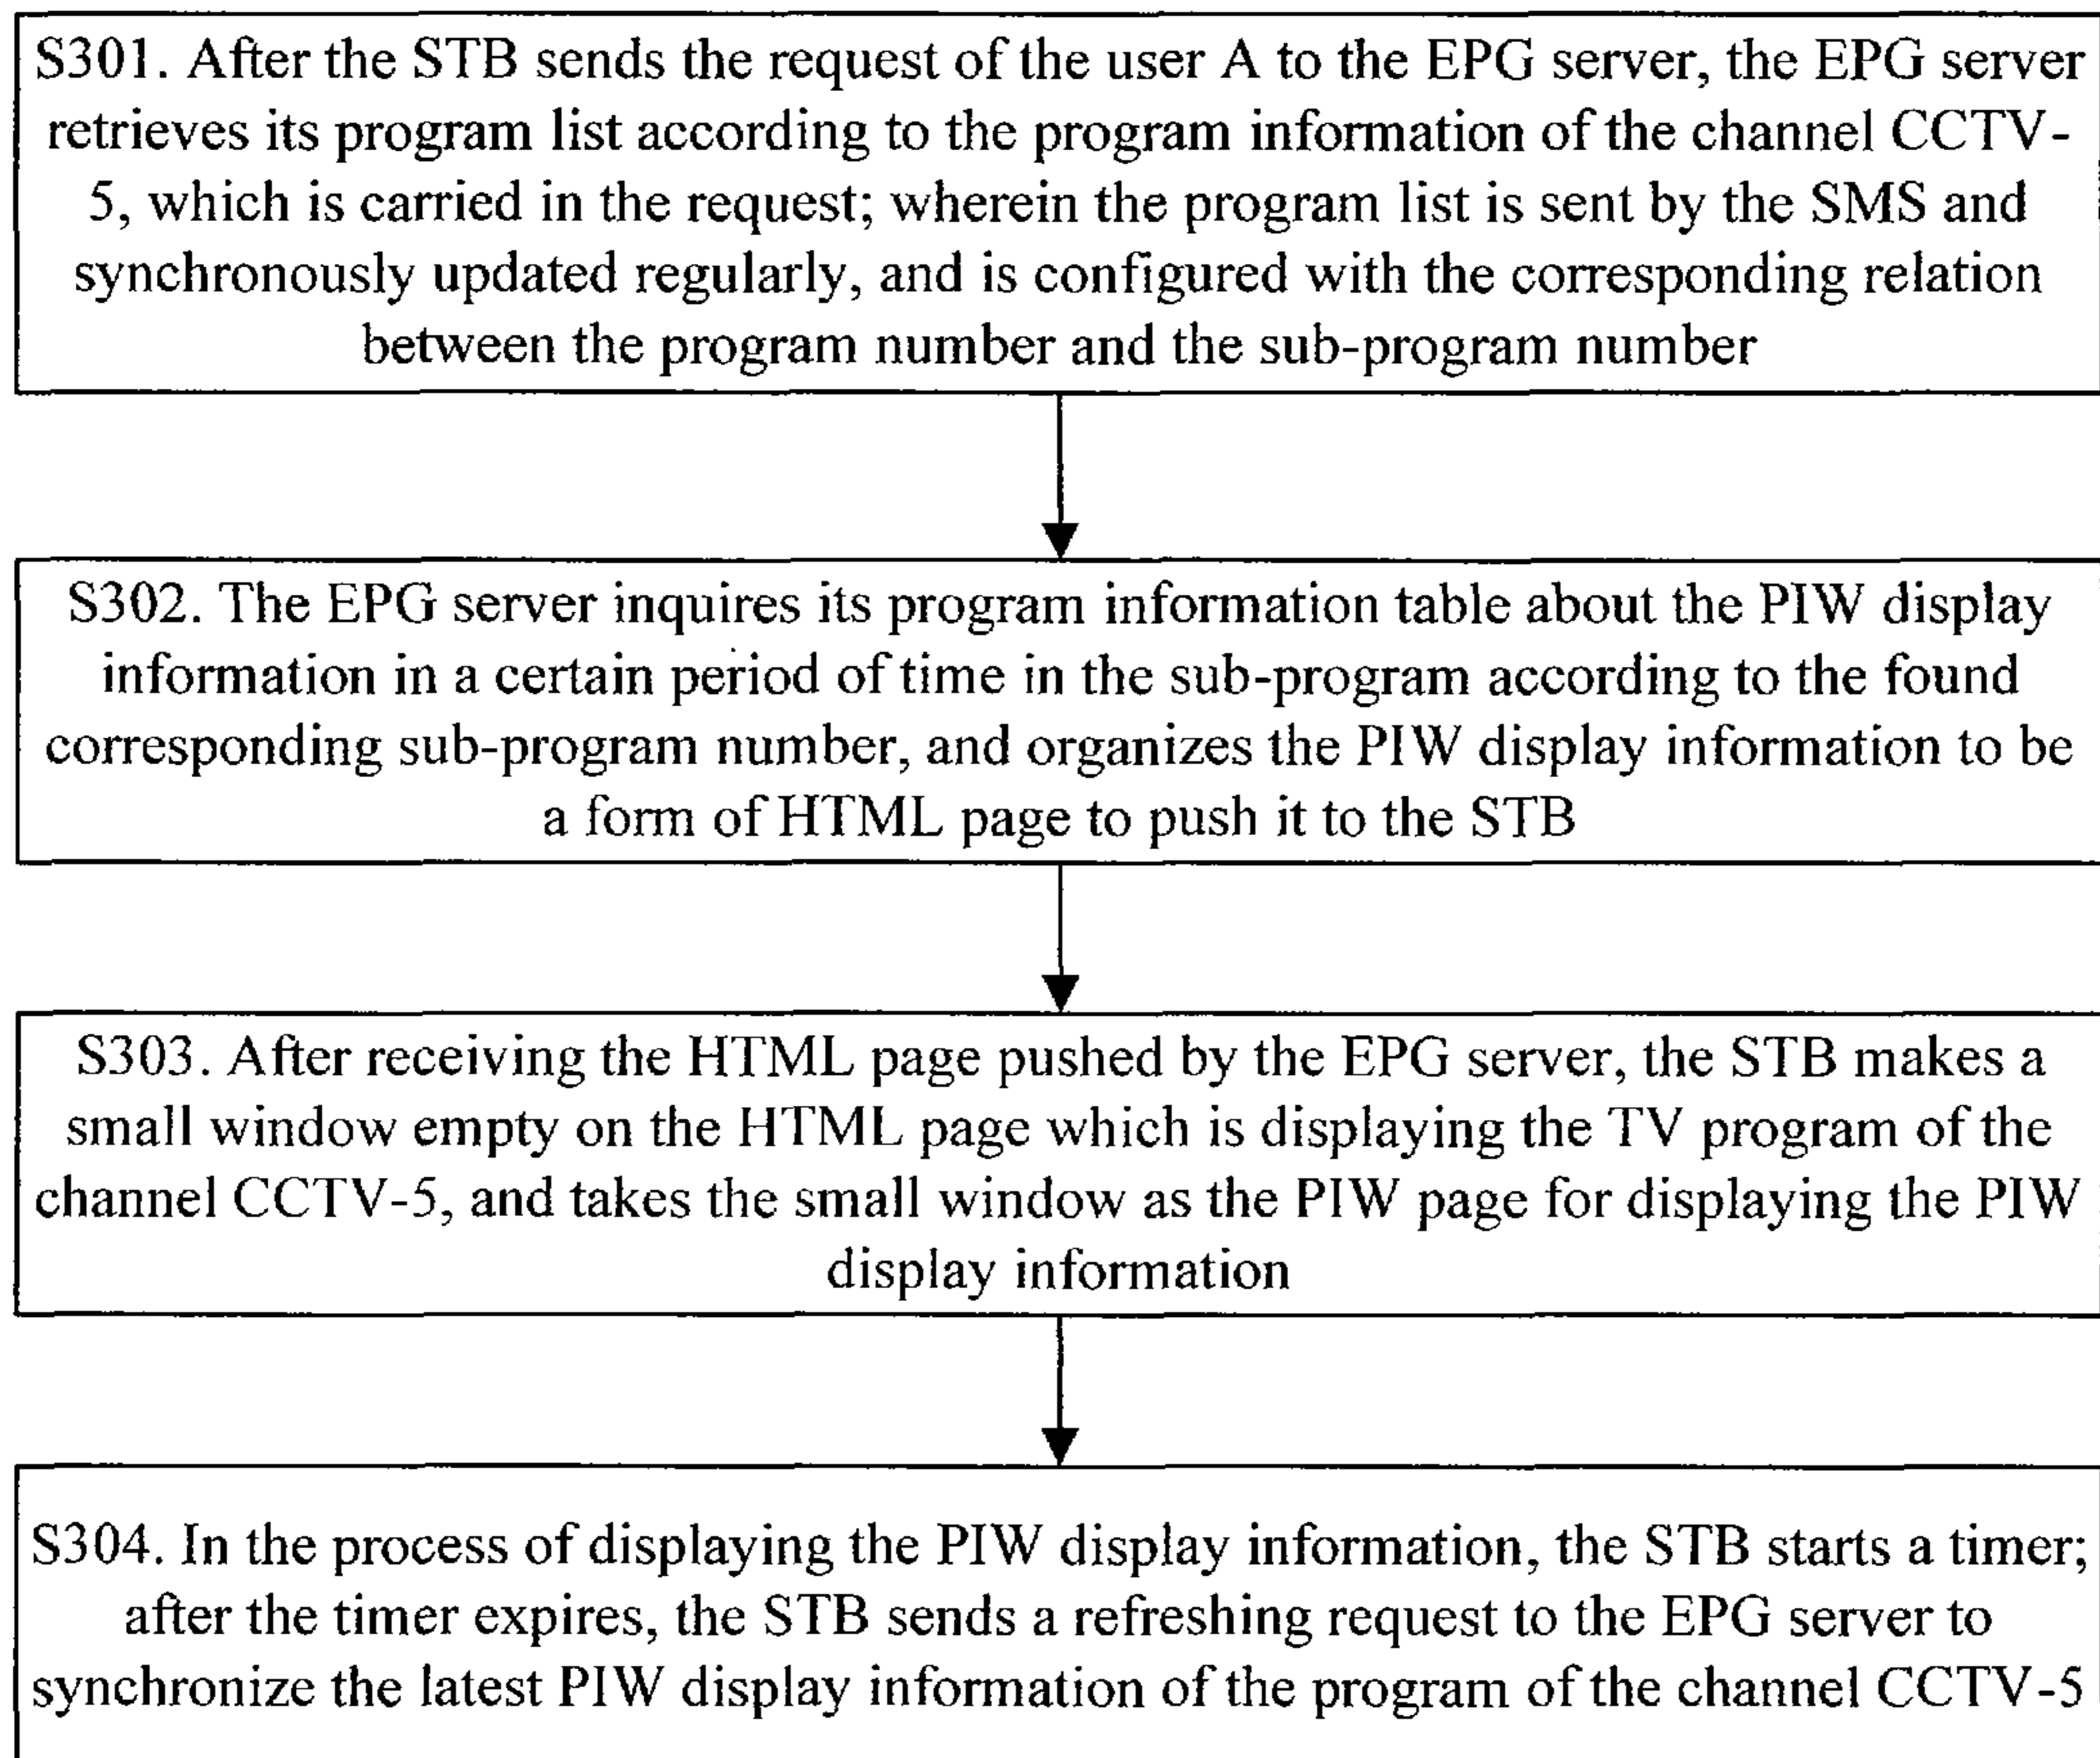 S301. After the STB sends the request of the user A to the EPG server, the EPG server
retrieves its program list according to the program information of the channel CCTV-
5, which is carried in the request; wherein the program list is sent by the SMS and
synchronously updated regularly, and is configured with the corresponding relation
between the program number and the sub-program number
S302. The EPG server inquires its program information table about the PIW display
information in a certain period of time in the sub-program according to the found
corresponding sub-program number, and organizes the PIW display information to be
a form of HTML page to push it to the STB
S303. After receiving the HTML page pushed by the EPG server, the STB makes a
small window empty on the HTML page which is displaying the TV program of the
channel CCTV-5, and takes the small window as the PIW page for displaying the PIW
display information
S304. In the process of displaying the PIW display information, the STB starts a timer;
after the timer expires, the STB sends a refreshing request to the EPG server to
synchronize the latest PIW display information of the program of the channel CCTV-5